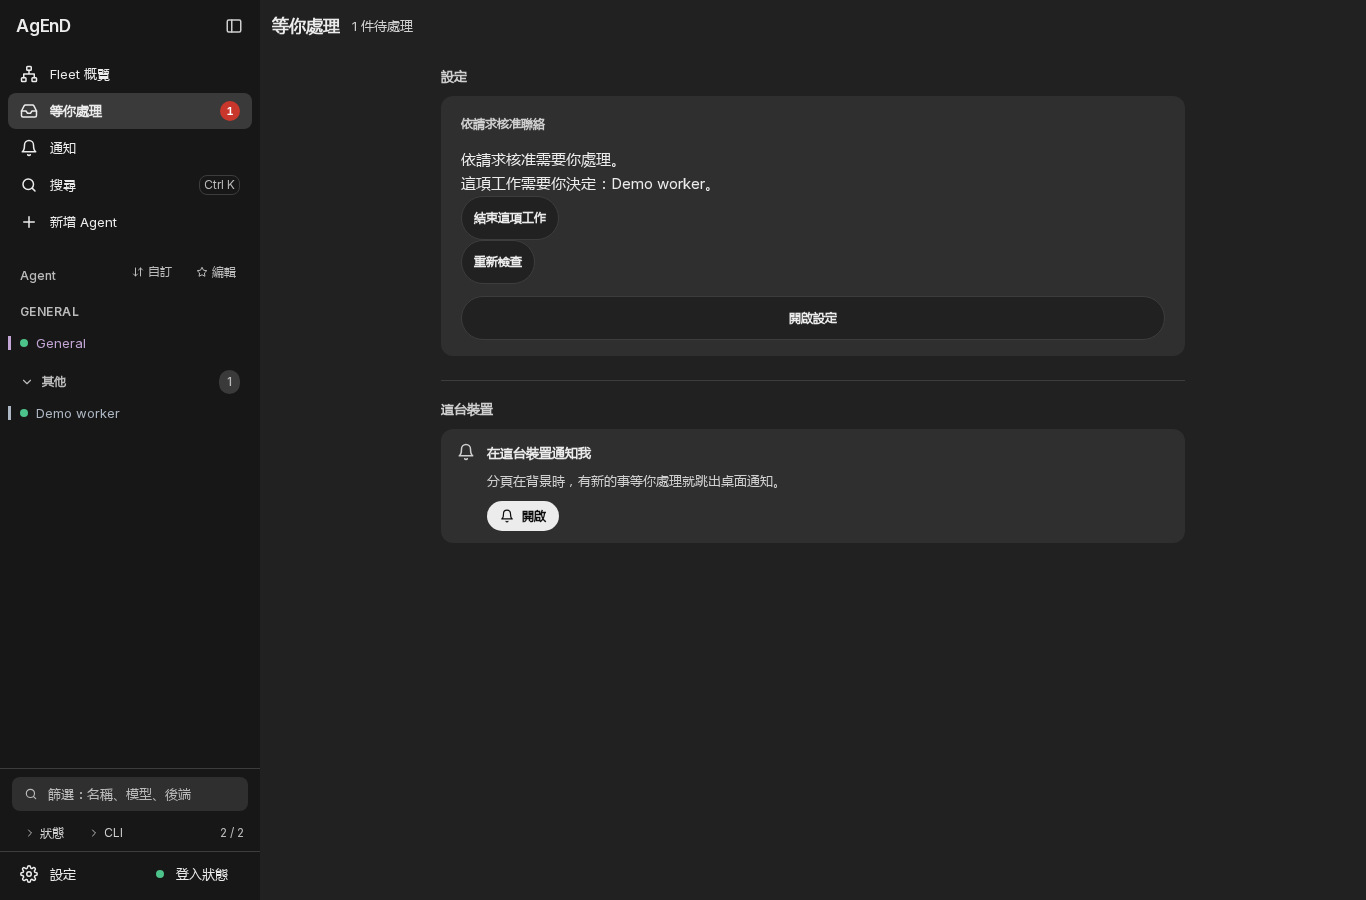 AgEnD
Fleet 概覽
等你處理 1
通知
搜尋 Ctrl K
新增 Agent
Agent 自訂 編輯
GENERAL
General
其他 1
Demo worker
篩選：名稱、模型、後端
狀態 CLI 2 / 2
設定 登入狀態
等你處理 1 件待處理
設定
依請求核准聯絡
依請求核准需要你處理。
這項工作需要你決定：Demo worker。
結束這項工作
重新檢查
開啟設定
這台裝置
在這台裝置通知我
分頁在背景時，有新的事等你處理就跳出桌面通知。
開啟